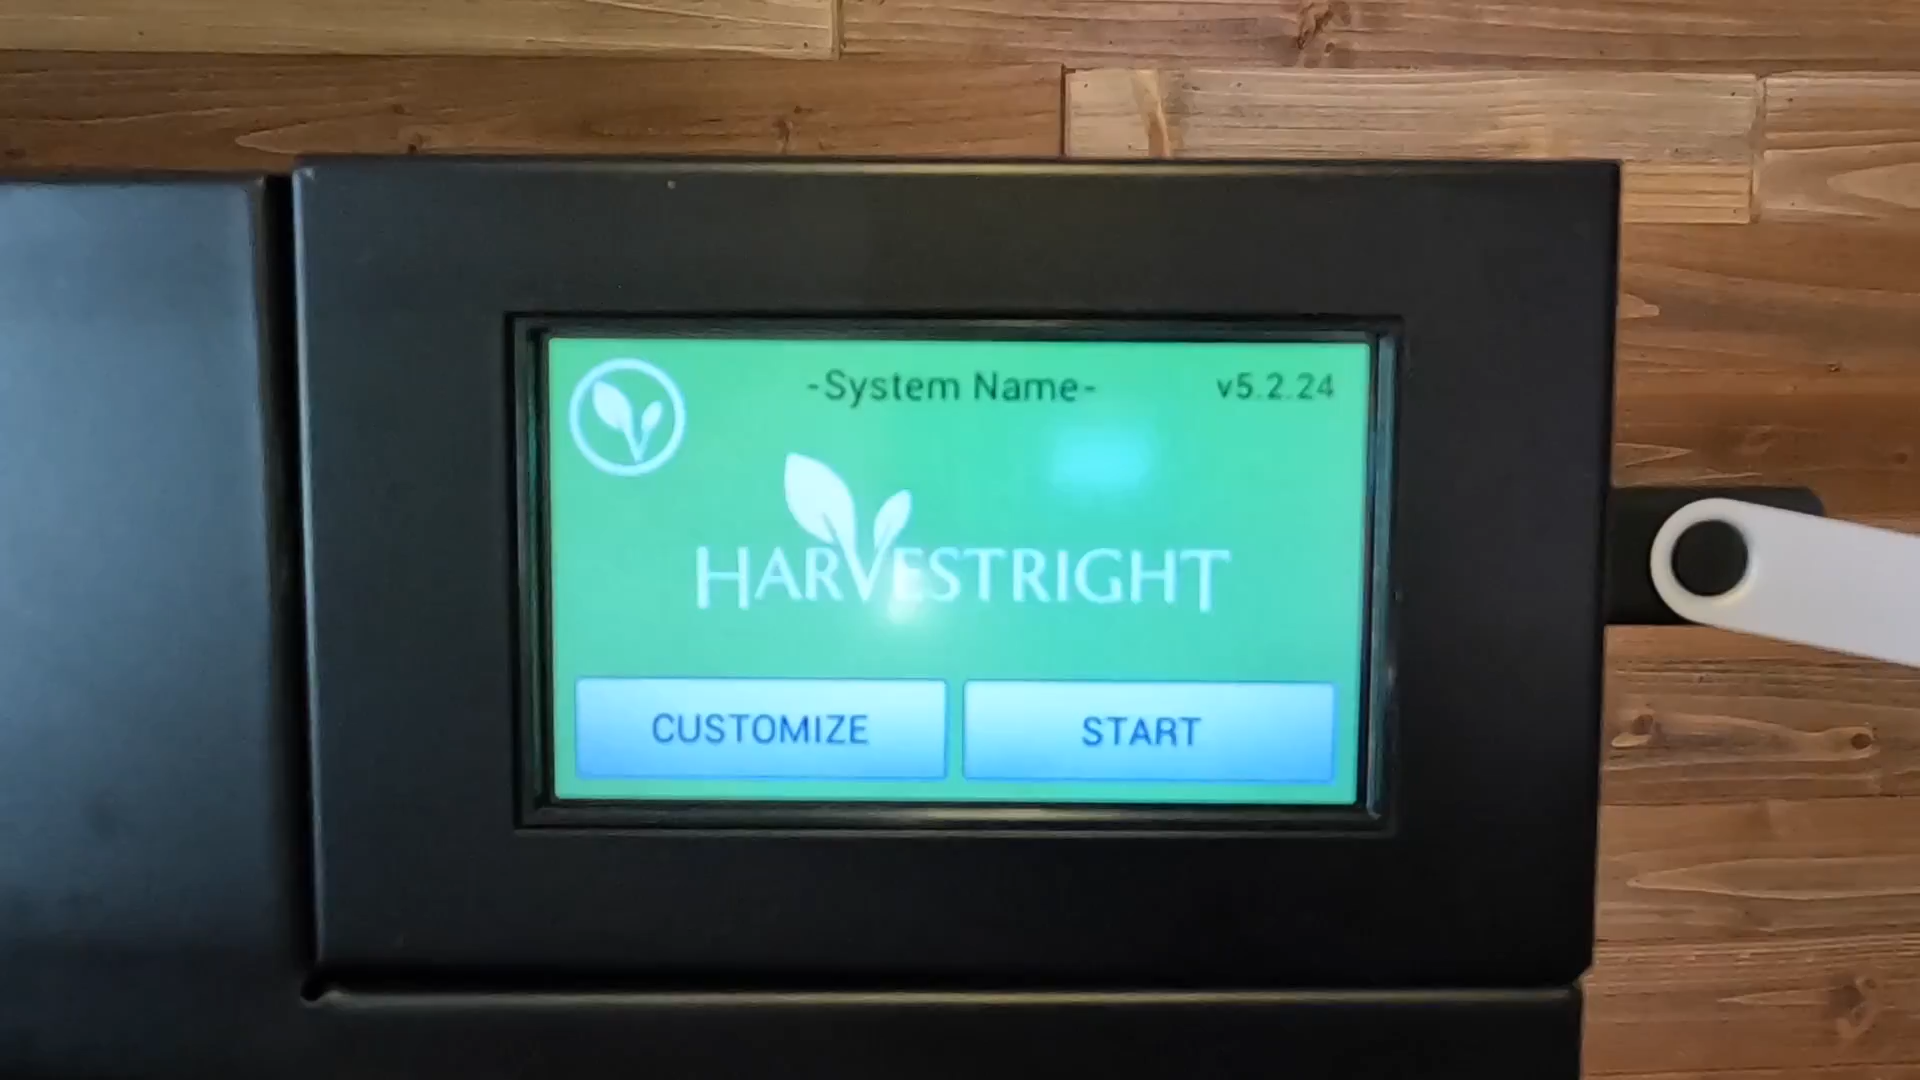 -System Name-
v5.2.24
HARVESTRIGHT
CUSTOMIZE
START